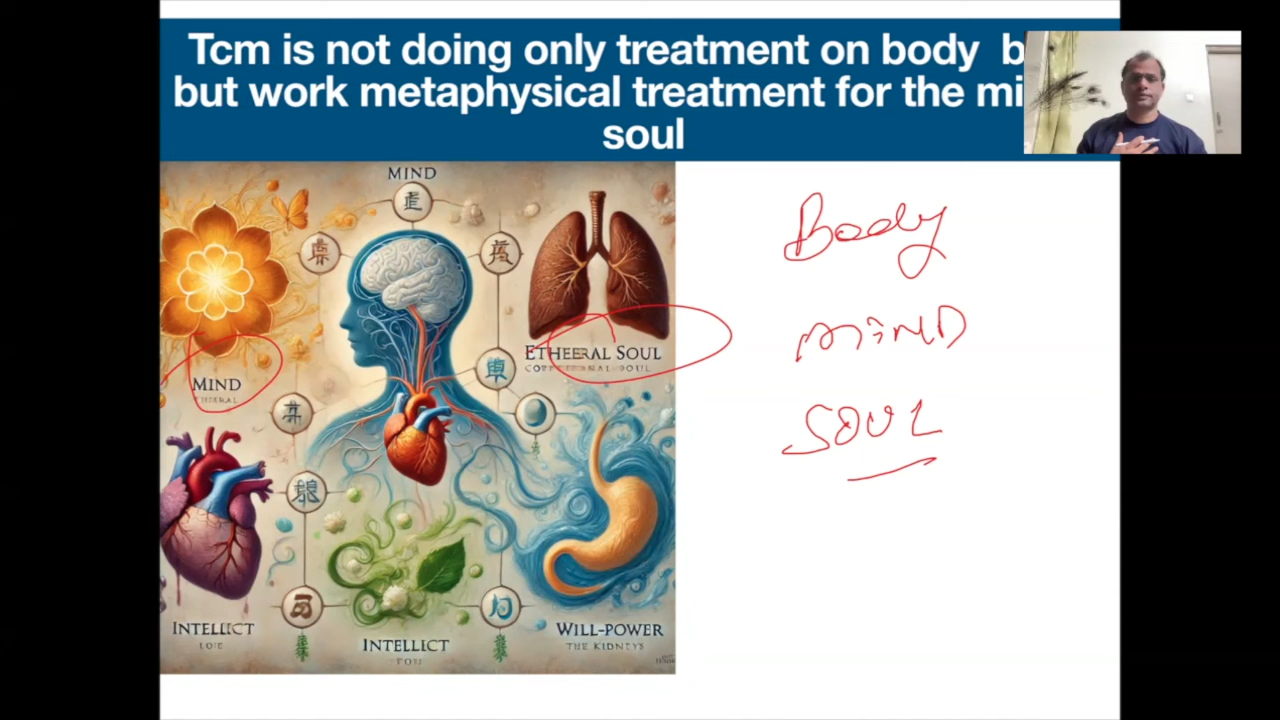 Tcm is not doing only treatment on body b
but work metaphysical treatment for the mi
soul
MIND
Body
ETHEERAL SOUL
MIND
MIND
SOUL
INTELLICT
INTELLICT
WILL-POWER
THE KIDNEYS